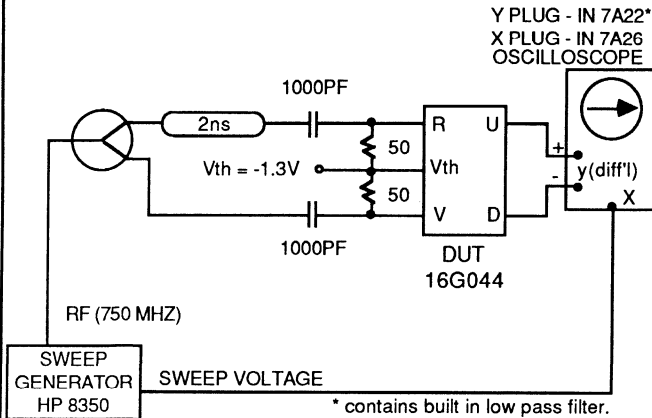 Y PLUG - IN 7A22*
X PLUG - IN 7A26
OSCILLOSCOPE
1000PF
2ns
R U
50
+
Vth = -1.3V
Vth
y(diff'l)
-
50
X
V D
1000PF
DUT
16G044
RF (750 MHZ)
SWEEP
GENERATOR
HP 8350
SWEEP VOLTAGE
* contains built in low pass filter.